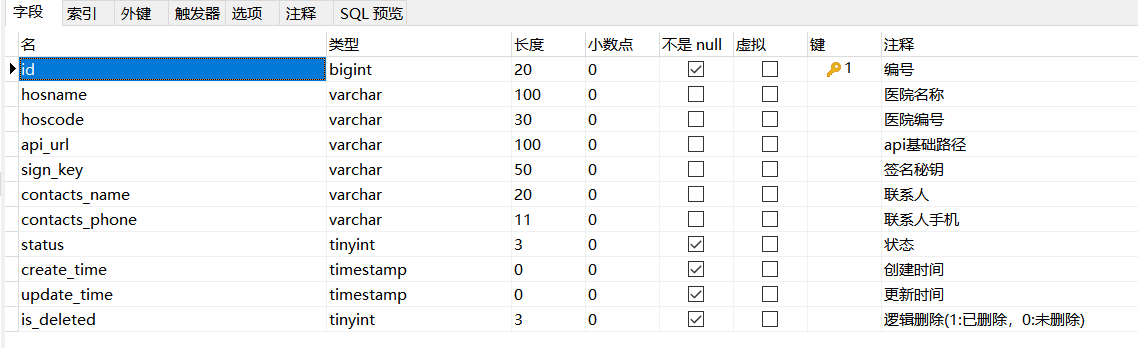 字段 索引 外键 触发器 选项 注释 SQL 预览
名 类型 长度 小数点 不是 null 虚拟 键 注释
id bigint 20 0 1 编号
hosname varchar 100 0 医院名称
hoscode varchar 30 0 医院编号
api_url varchar 100 0 api基础路径
sign_key varchar 50 0 签名秘钥
contacts_name varchar 20 0 联系人
contacts_phone varchar 11 0 联系人手机
status tinyint 3 0 状态
create_time timestamp 0 0 创建时间
update_time timestamp 0 0 更新时间
is_deleted tinyint 3 0 逻辑删除(1:已删除，0:未删除)